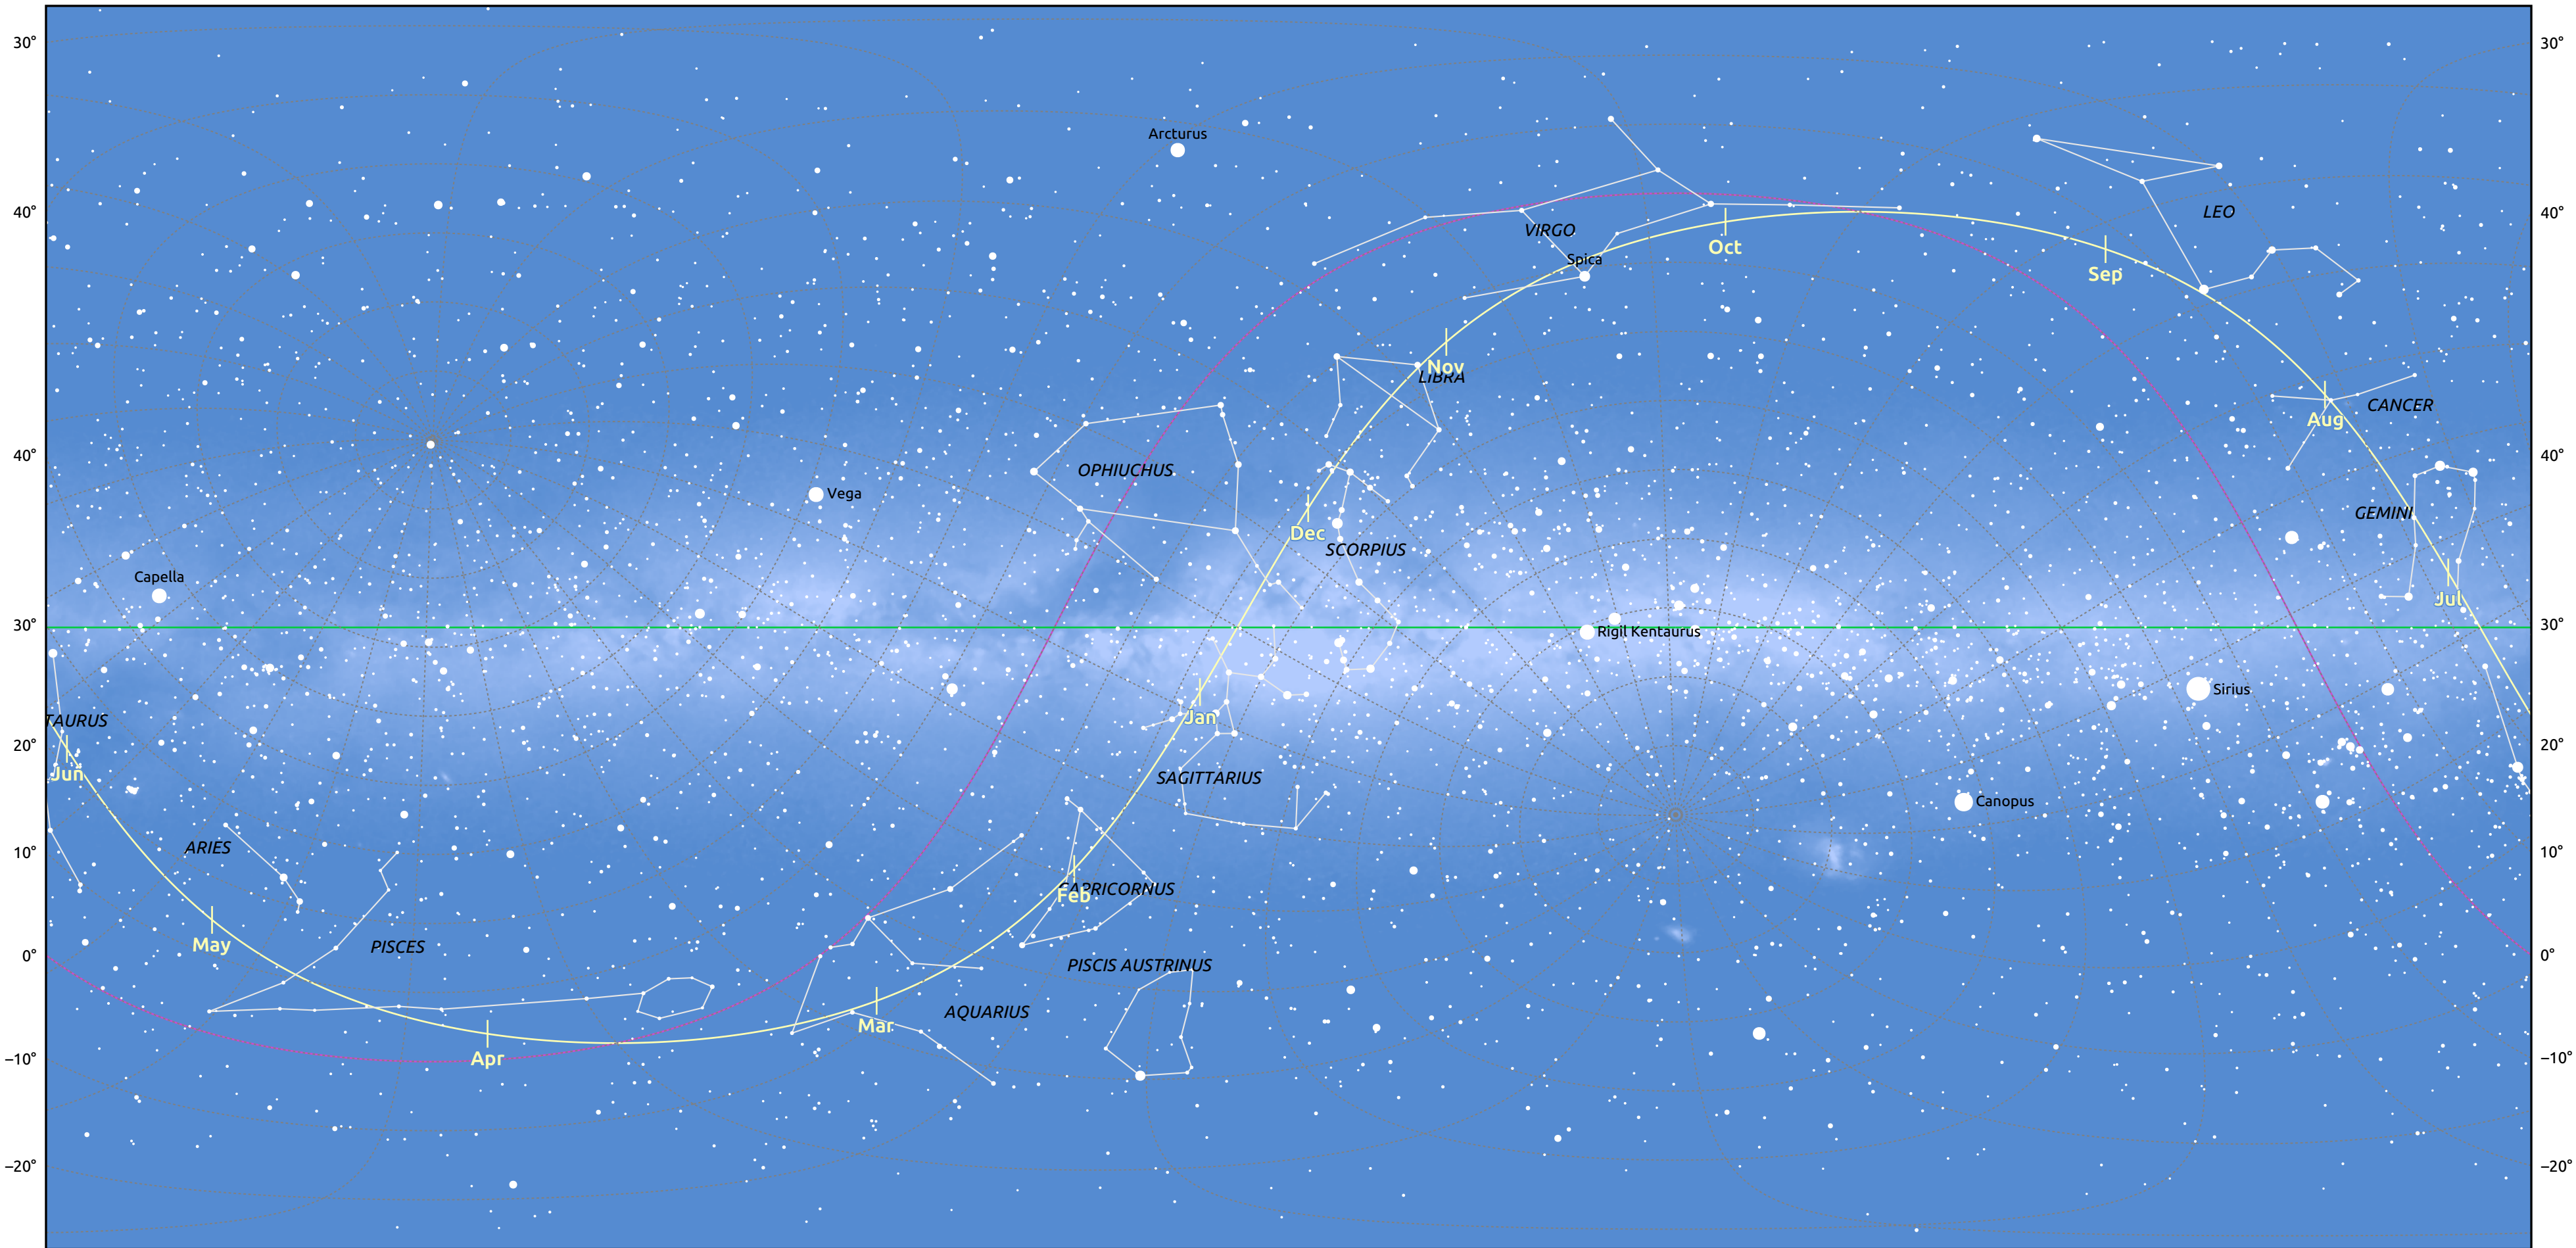 30°
30°
Arcturus
40°
VIRGO
LEO
40°
Oct
Spica
Sep
Nov
LIBRA
CANCER
Aug
40°
OPHIUCHUS
40°
Vega
GEMINI
Dec
SCORPIUS
Capella
Jul
30°
Rigil Kentaurus
30°
Sirius
TAURUS
Jan
20°
Jun
SAGITTARIUS
20°
Canopus
10°
ARIES
10°
CAPRICORNUS
Feb
May
PISCES
0°
PISCIS AUSTRINUS
0°
AQUARIUS
Mar
−10°
Apr
−10°
−20°
−20°